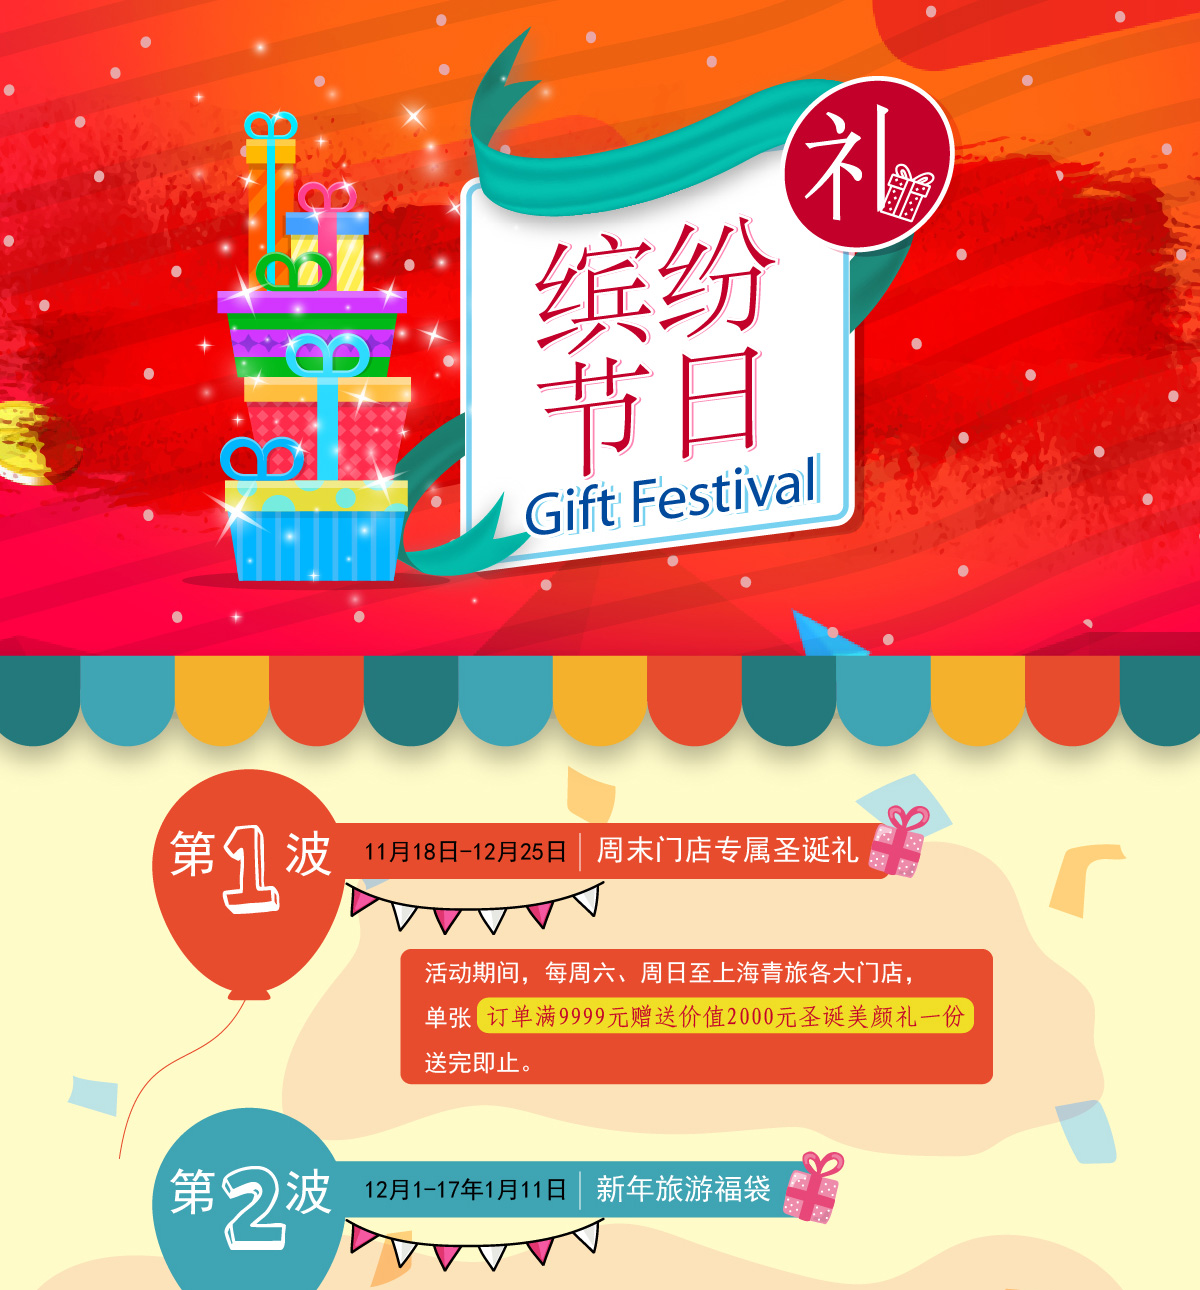 礼
缤纷
节日
Gift Festival
第1波 11月18日-12月25日 周末门店专属圣诞礼
活动期间，每周六、周日至上海青旅各大门店，
单张 订单满9999元赠送价值2000元圣诞美颜礼一份
送完即止。
第2波 12月1-17年1月11日 新年旅游福袋